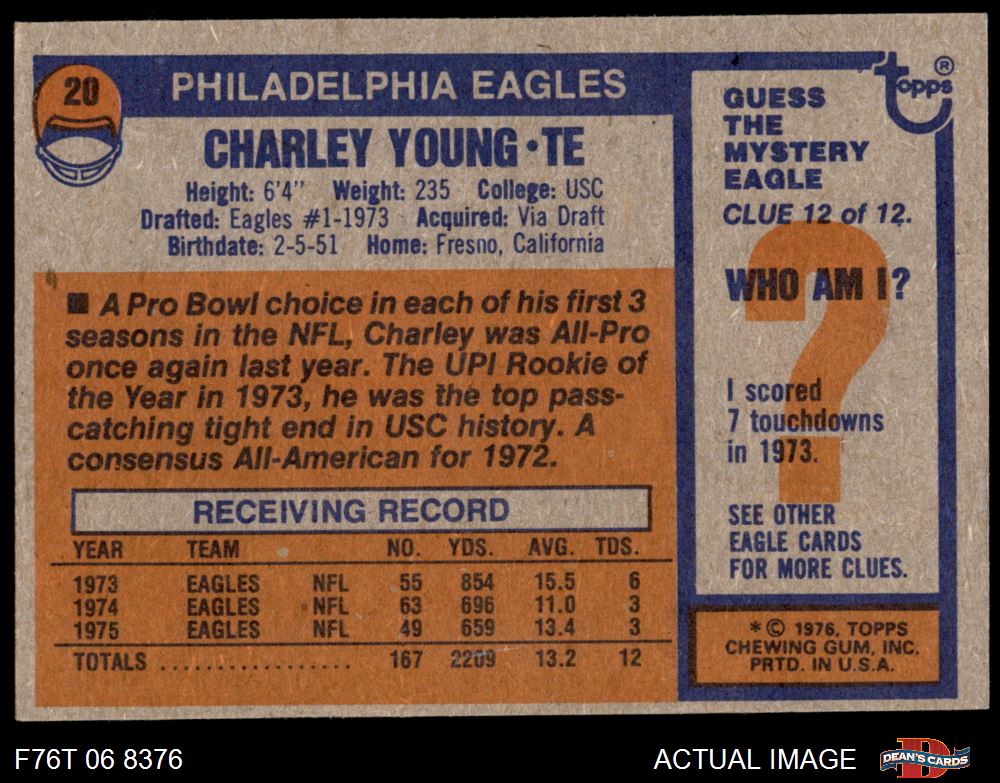 20
PHILADELPHIA EAGLES
CHARLEY YOUNG • TE
Height: 6'4" Weight: 235 College: USC
Drafted: Eagles #1-1973 Acquired: Via Draft
Birthdate: 2-5-51 Home: Fresno, California
■ A Pro Bowl choice in each of his first 3
seasons in the NFL, Charley was All-Pro
once again last year. The UPI Rookie of
the Year in 1973, he was the top pass-
catching tight end in USC history. A
consensus All-American for 1972.
RECEIVING RECORD
YEAR TEAM NO. YDS. AVG. TDS.
1973 EAGLES NFL 55 854 15.5 6
1974 EAGLES NFL 63 696 11.0 3
1975 EAGLES NFL 49 659 13.4 3
TOTALS .................. 167 2209 13.2 12
topps ®
GUESS
THE
MYSTERY
EAGLE
CLUE 12 of 12.
?
WHO AM I?
I scored
7 touchdowns
in 1973.
SEE OTHER
EAGLE CARDS
FOR MORE CLUES.
* © 1976, TOPPS
CHEWING GUM, INC.
PRTD. IN U.S.A.
F76T 06 8376
ACTUAL IMAGE
D
DEAN'S CARDS